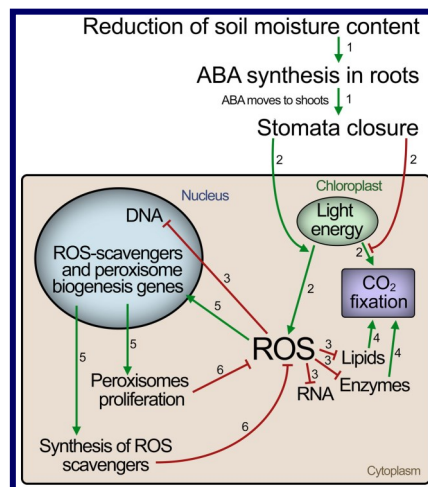 Reduction of soil moisture content
1
ABA synthesis in roots
ABA moves to shoots
1
Stomata closure
2
2
Nucleus
Chloroplast
DNA
Light
energy
2
ROS-scavengers
and peroxisome
biogenesis genes
3
2
CO₂
fixation
5
5
5
ROS
3
3
3
Lipids
4
4
Peroxisomes
proliferation
6
RNA
Enzymes
6
Synthesis of ROS
scavengers
Cytoplasm